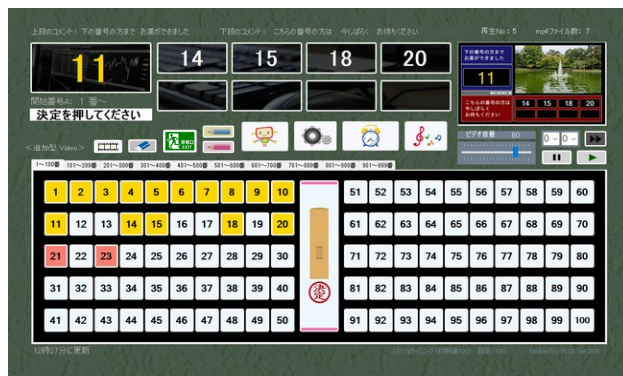 上段のコメント: 下の番号の方まで お薬ができました 下段のコメント: こちらの番号の方は 今しばらく お待ちください 再生No.: 5 mp4ファイル数: 7
11 14 15 18 20
下の番号の方まで
お薬ができました
11
こちらの番号の方は
今しばらく
お待ちください
14 15 18 20
開始番号A: 1 番～
決定を押してください
ビデオ音量 80
0 0
<追加型 Video>
非常口
EXIT
1～100番 101～200番 201～300番 301～400番 401～500番 501～600番 601～700番 701～800番 801～900番 901～999番
1 2 3 4 5 6 7 8 9 10 51 52 53 54 55 56 57 58 59 60
11 12 13 14 15 16 17 18 19 20 61 62 63 64 65 66 67 68 69 70
21 22 23 24 25 26 27 28 29 30 71 72 73 74 75 76 77 78 79 80
31 32 33 34 35 36 37 38 39 40 決定 81 82 83 84 85 86 87 88 89 90
41 42 43 44 45 46 47 48 49 50 91 92 93 94 95 96 97 98 99 100
12時27分に更新